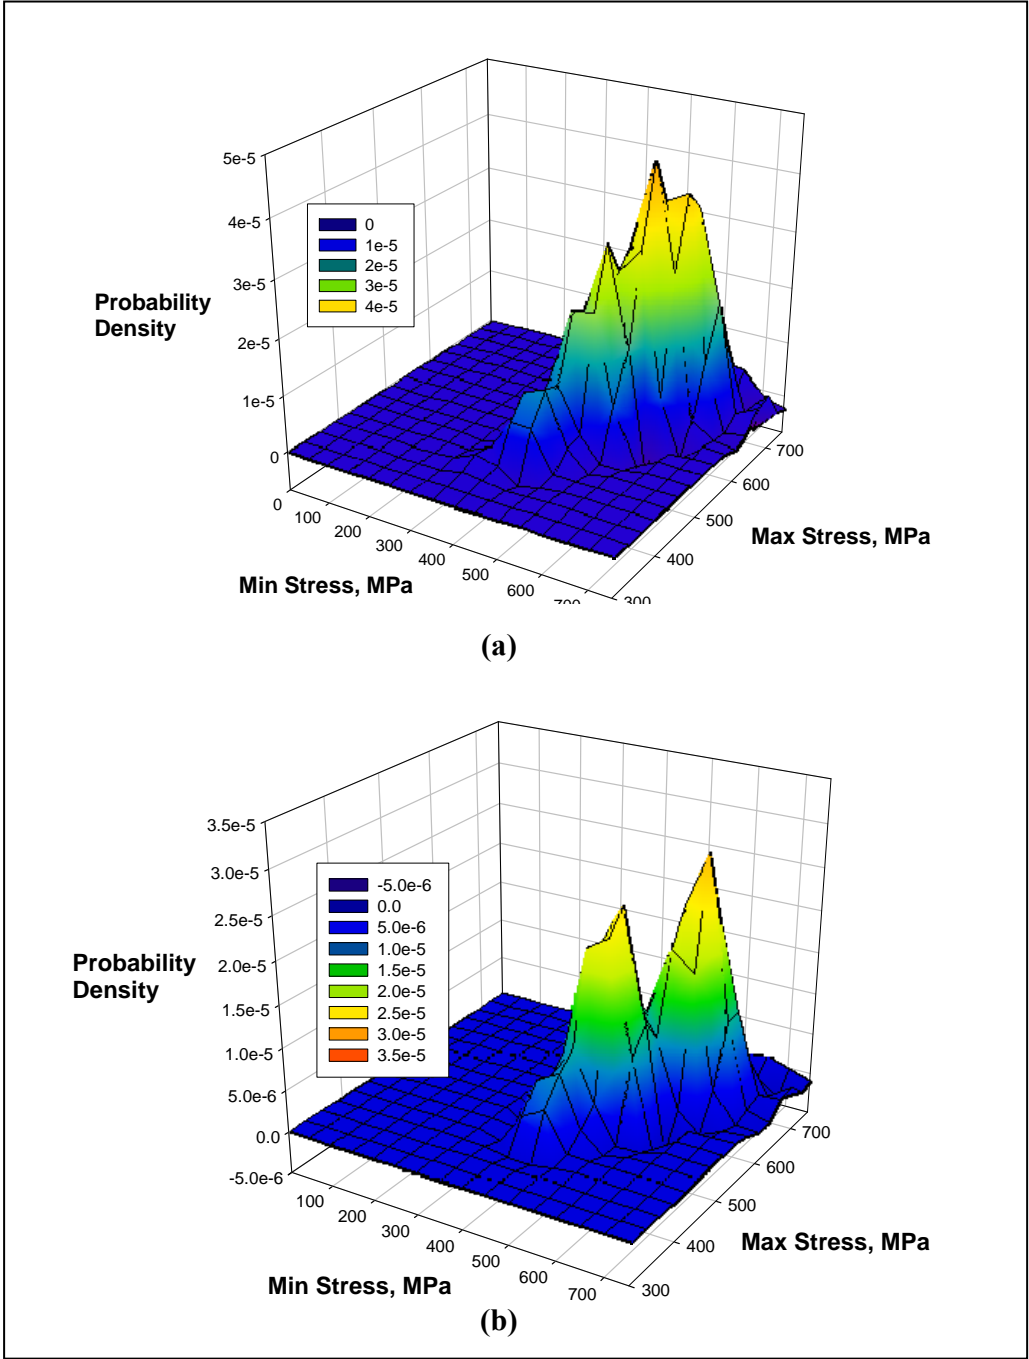 5e-5
4e-5
3e-5
2e-5
1e-5
0
0
1e-5
2e-5
3e-5
4e-5
Probability
Density
0
100
200
300
400
500
600
700
300
400
500
600
700
Min Stress, MPa
Max Stress, MPa
(a)
3.5e-5
3.0e-5
2.5e-5
2.0e-5
1.5e-5
1.0e-5
5.0e-6
0.0
-5.0e-6
-5.0e-6
0.0
5.0e-6
1.0e-5
1.5e-5
2.0e-5
2.5e-5
3.0e-5
3.5e-5
Probability
Density
100
200
300
400
500
600
700
300
400
500
600
700
Min Stress, MPa
Max Stress, MPa
(b)